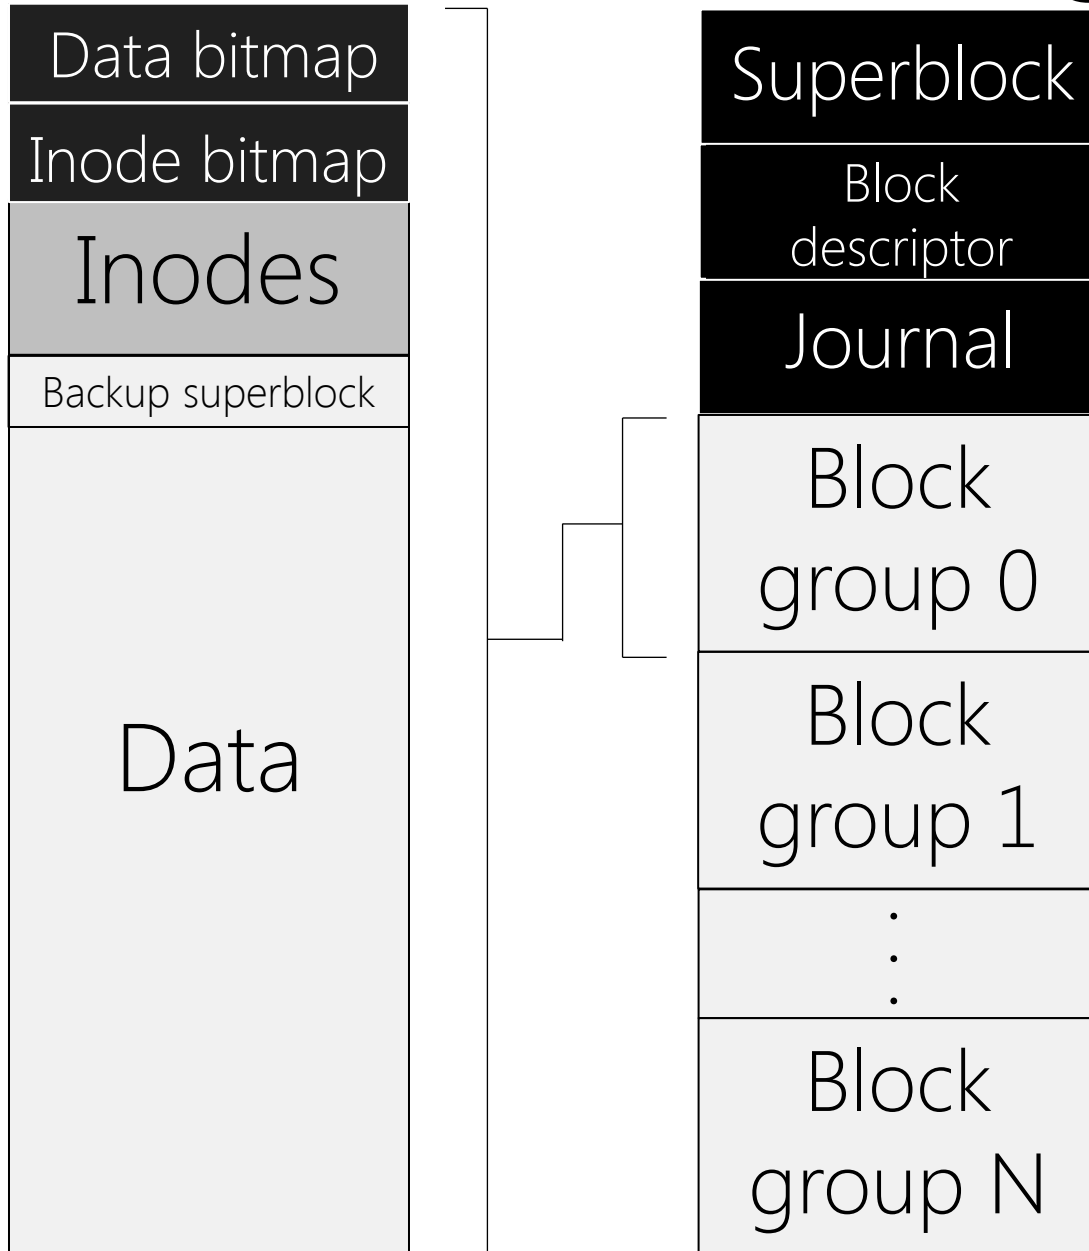 Data bitmap
Inode bitmap
Inodes
Backup superblock
Data
Superblock
Block
descriptor
Journal
Block
group 0
Block
group 1
.
.
.
Block
group N